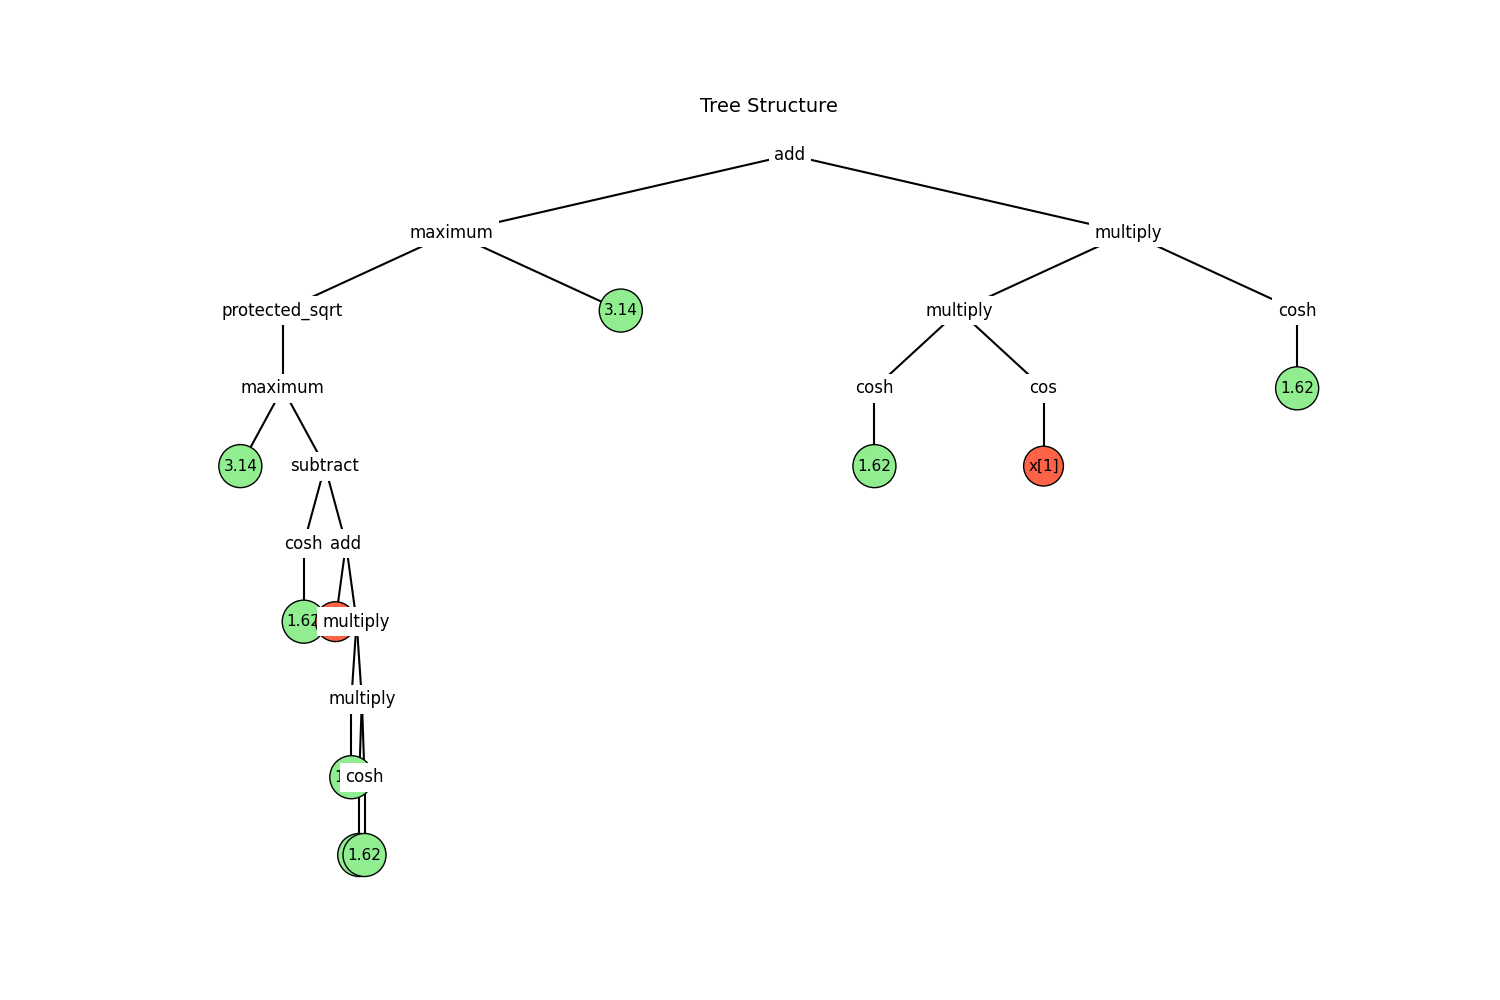 Tree Structure
add
maximum multiply
protected_sqrt 3.14 multiply cosh
maximum cosh cos 1.62
3.14 subtract 1.62 x[1]
cosh add
1.62 multiply
multiply
cosh
1.62